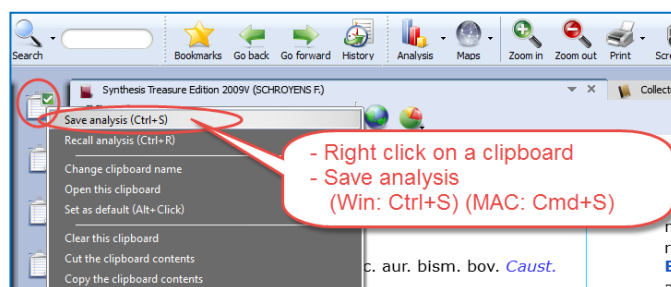 Search
Bookmarks Go back Go forward History Analysis Maps Zoom in Zoom out Print Scre
Synthesis Treasure Edition 2009V (SCHROYENS F.) Collect
Save analysis (Ctrl+S)
Recall analysis (Ctrl+R)
Change clipboard name
Open this clipboard
Set as default (Alt+Click)
Clear this clipboard
Cut the clipboard contents
Copy the clipboard contents
- Right click on a clipboard
- Save analysis
(Win: Ctrl+S) (MAC: Cmd+S)
c. aur. bism. bov. Caust.